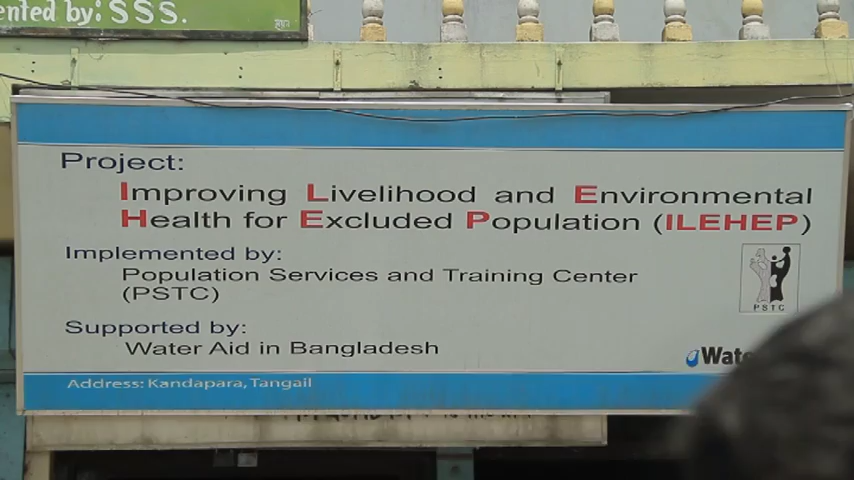 ented by: SSS.
Project:
Improving Livelihood and Environmental
Health for Excluded Population (ILEHEP)
Implemented by:
Population Services and Training Center
(PSTC)
PSTC
Supported by:
Water Aid in Bangladesh
Wate
Address: Kandapara, Tangail